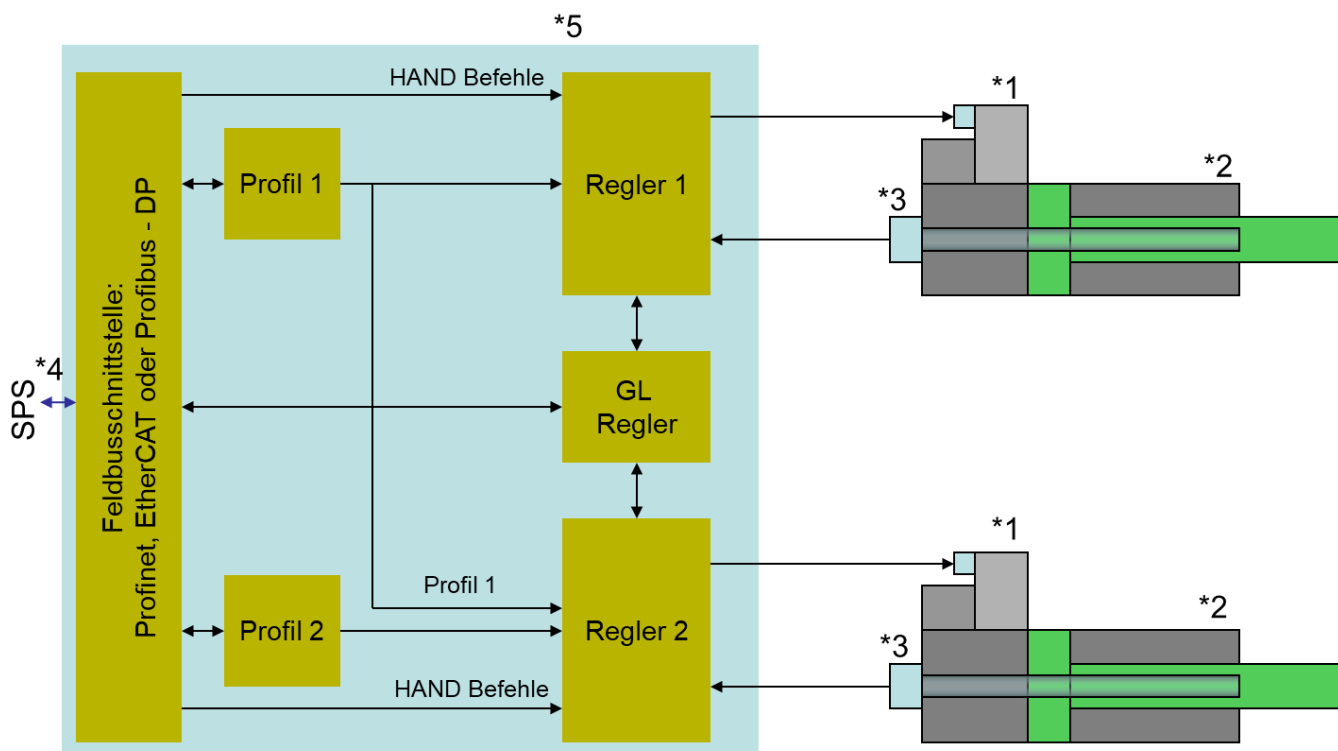 *5
HAND Befehle
*1
Profil 1
Regler 1
*2
*3
Feldbusschnittstelle:
Profinet, EtherCAT oder Profibus - DP
*4
SPS
GL
Regler
*1
Profil 1
*2
Profil 2
Regler 2
*3
HAND Befehle